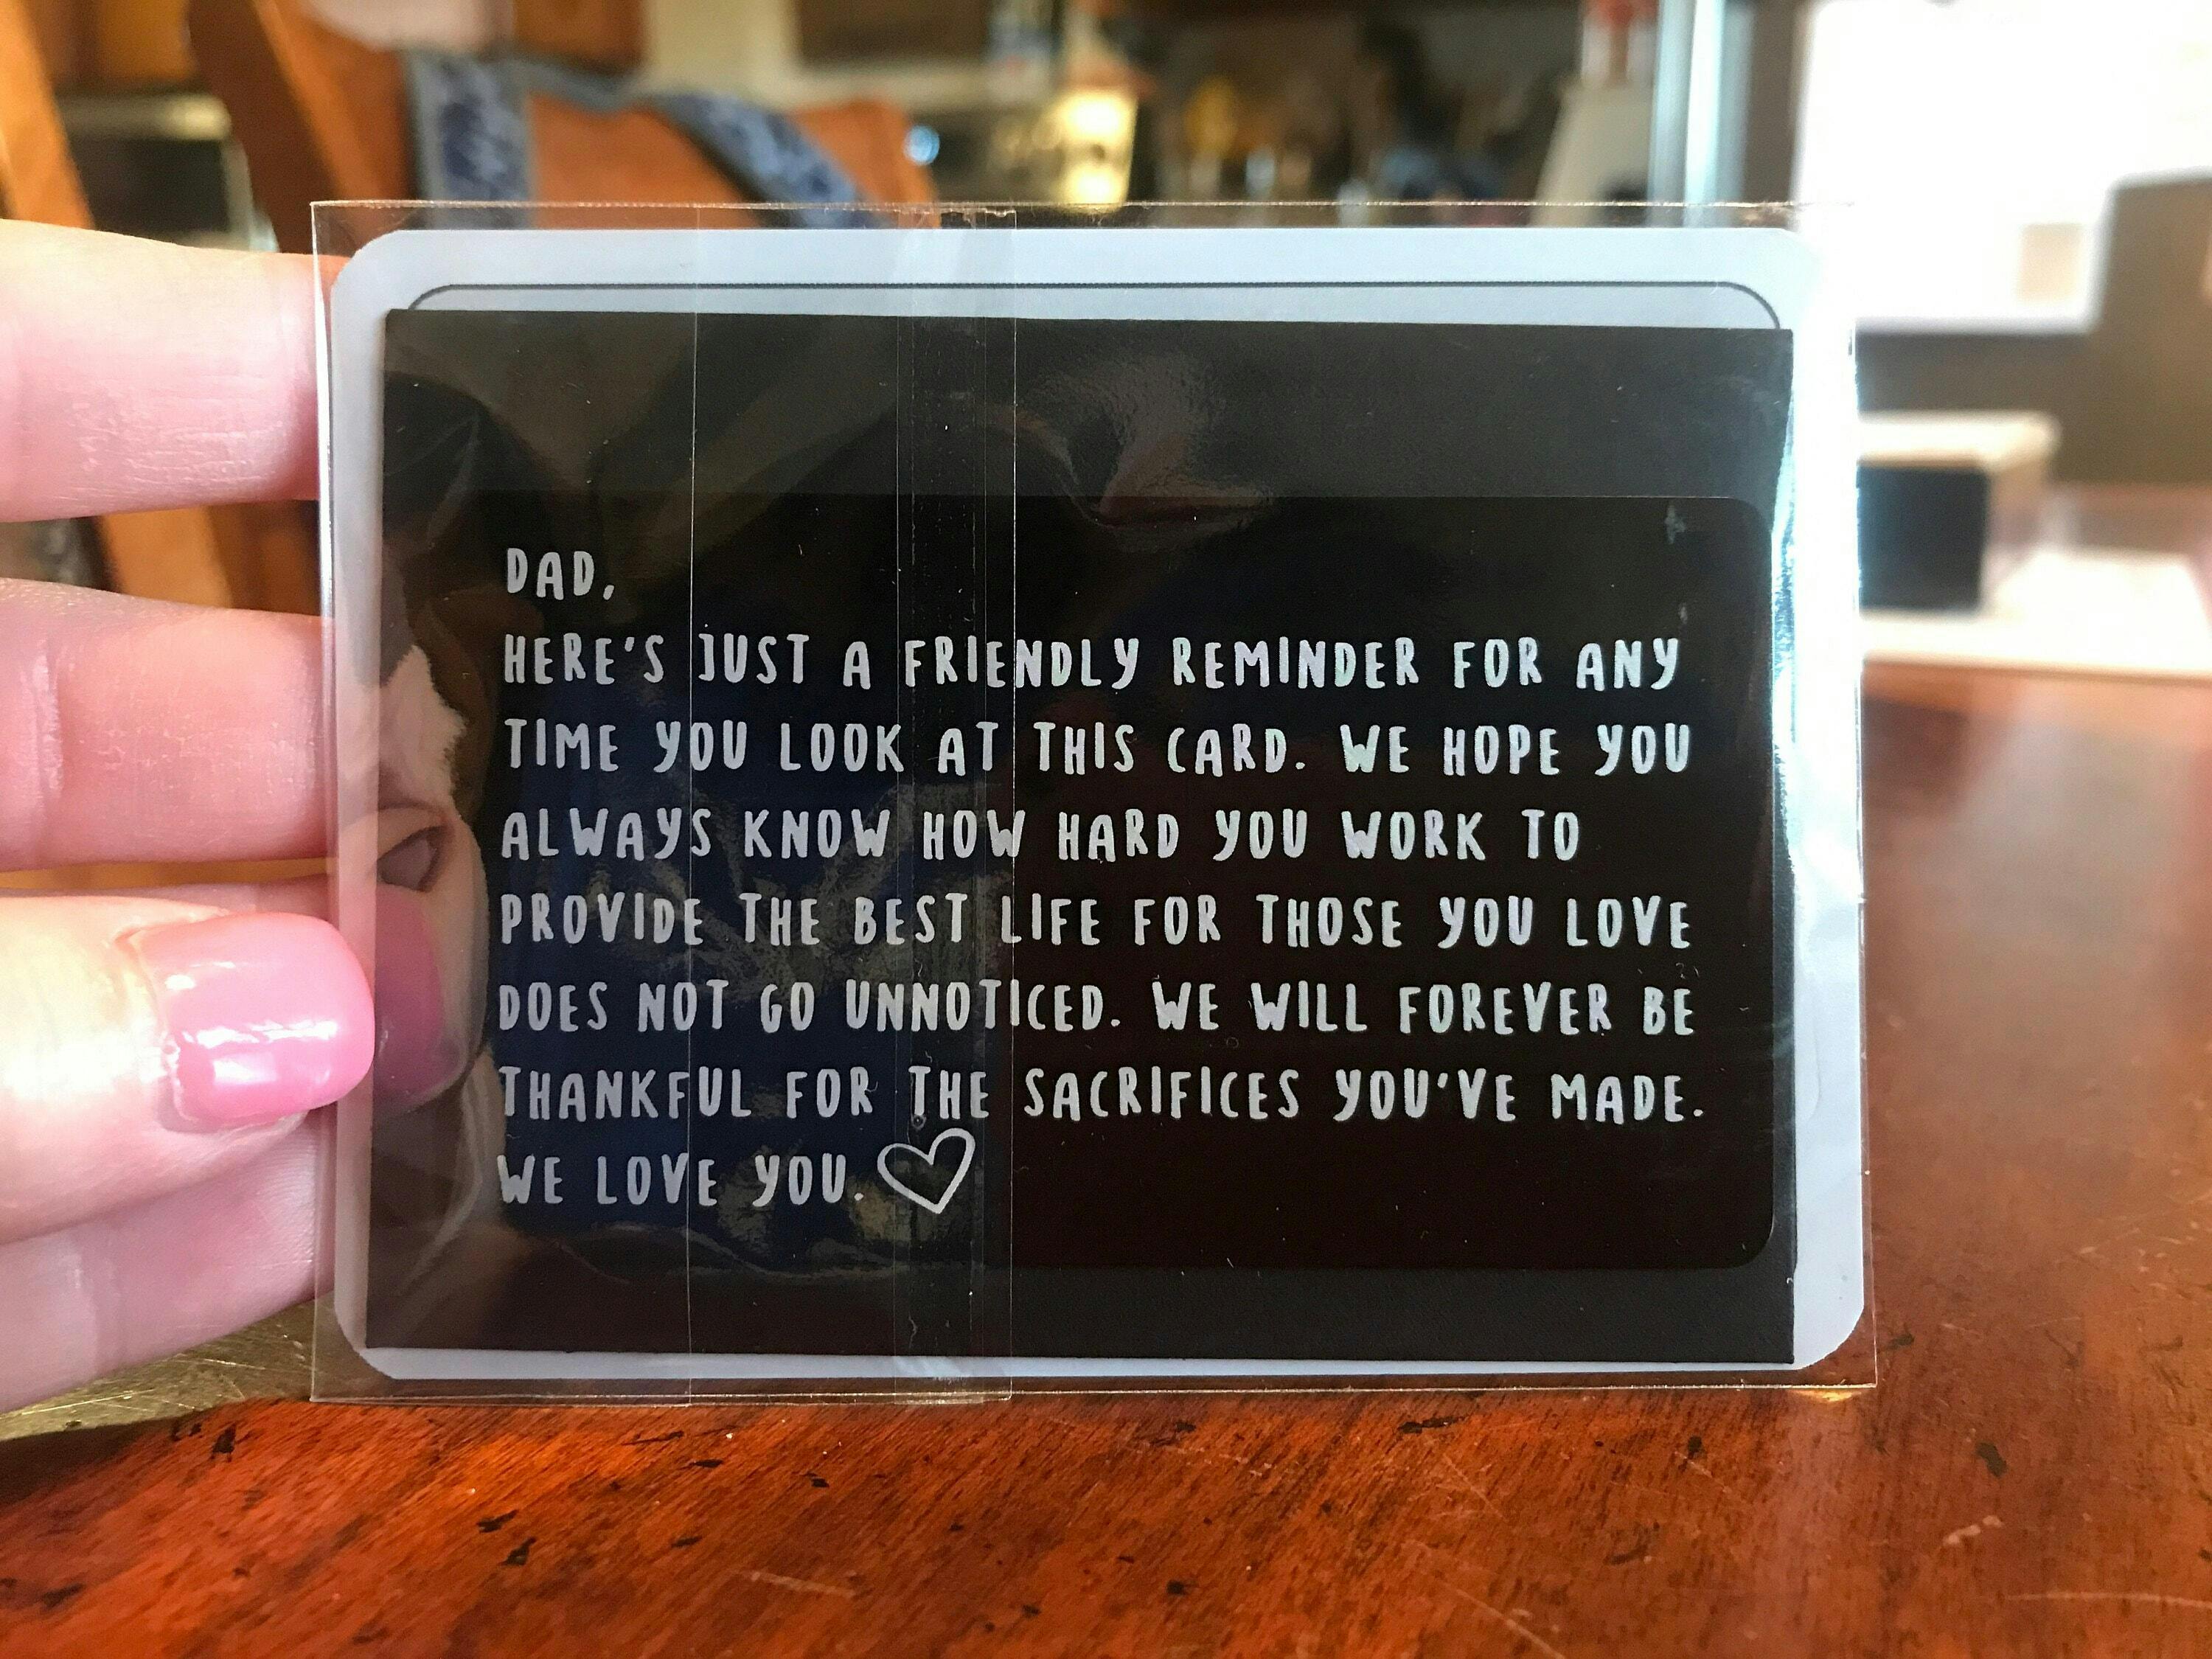 DAD,
HERE'S JUST A FRIENDLY REMINDER FOR ANY
TIME YOU LOOK AT THIS CARD. WE HOPE YOU
ALWAYS KNOW HOW HARD YOU WORK TO
PROVIDE THE BEST LIFE FOR THOSE YOU LOVE
DOES NOT GO UNNOTICED. WE WILL FOREVER BE
THANKFUL FOR THE SACRIFICES YOU'VE MADE.
WE LOVE YOU.